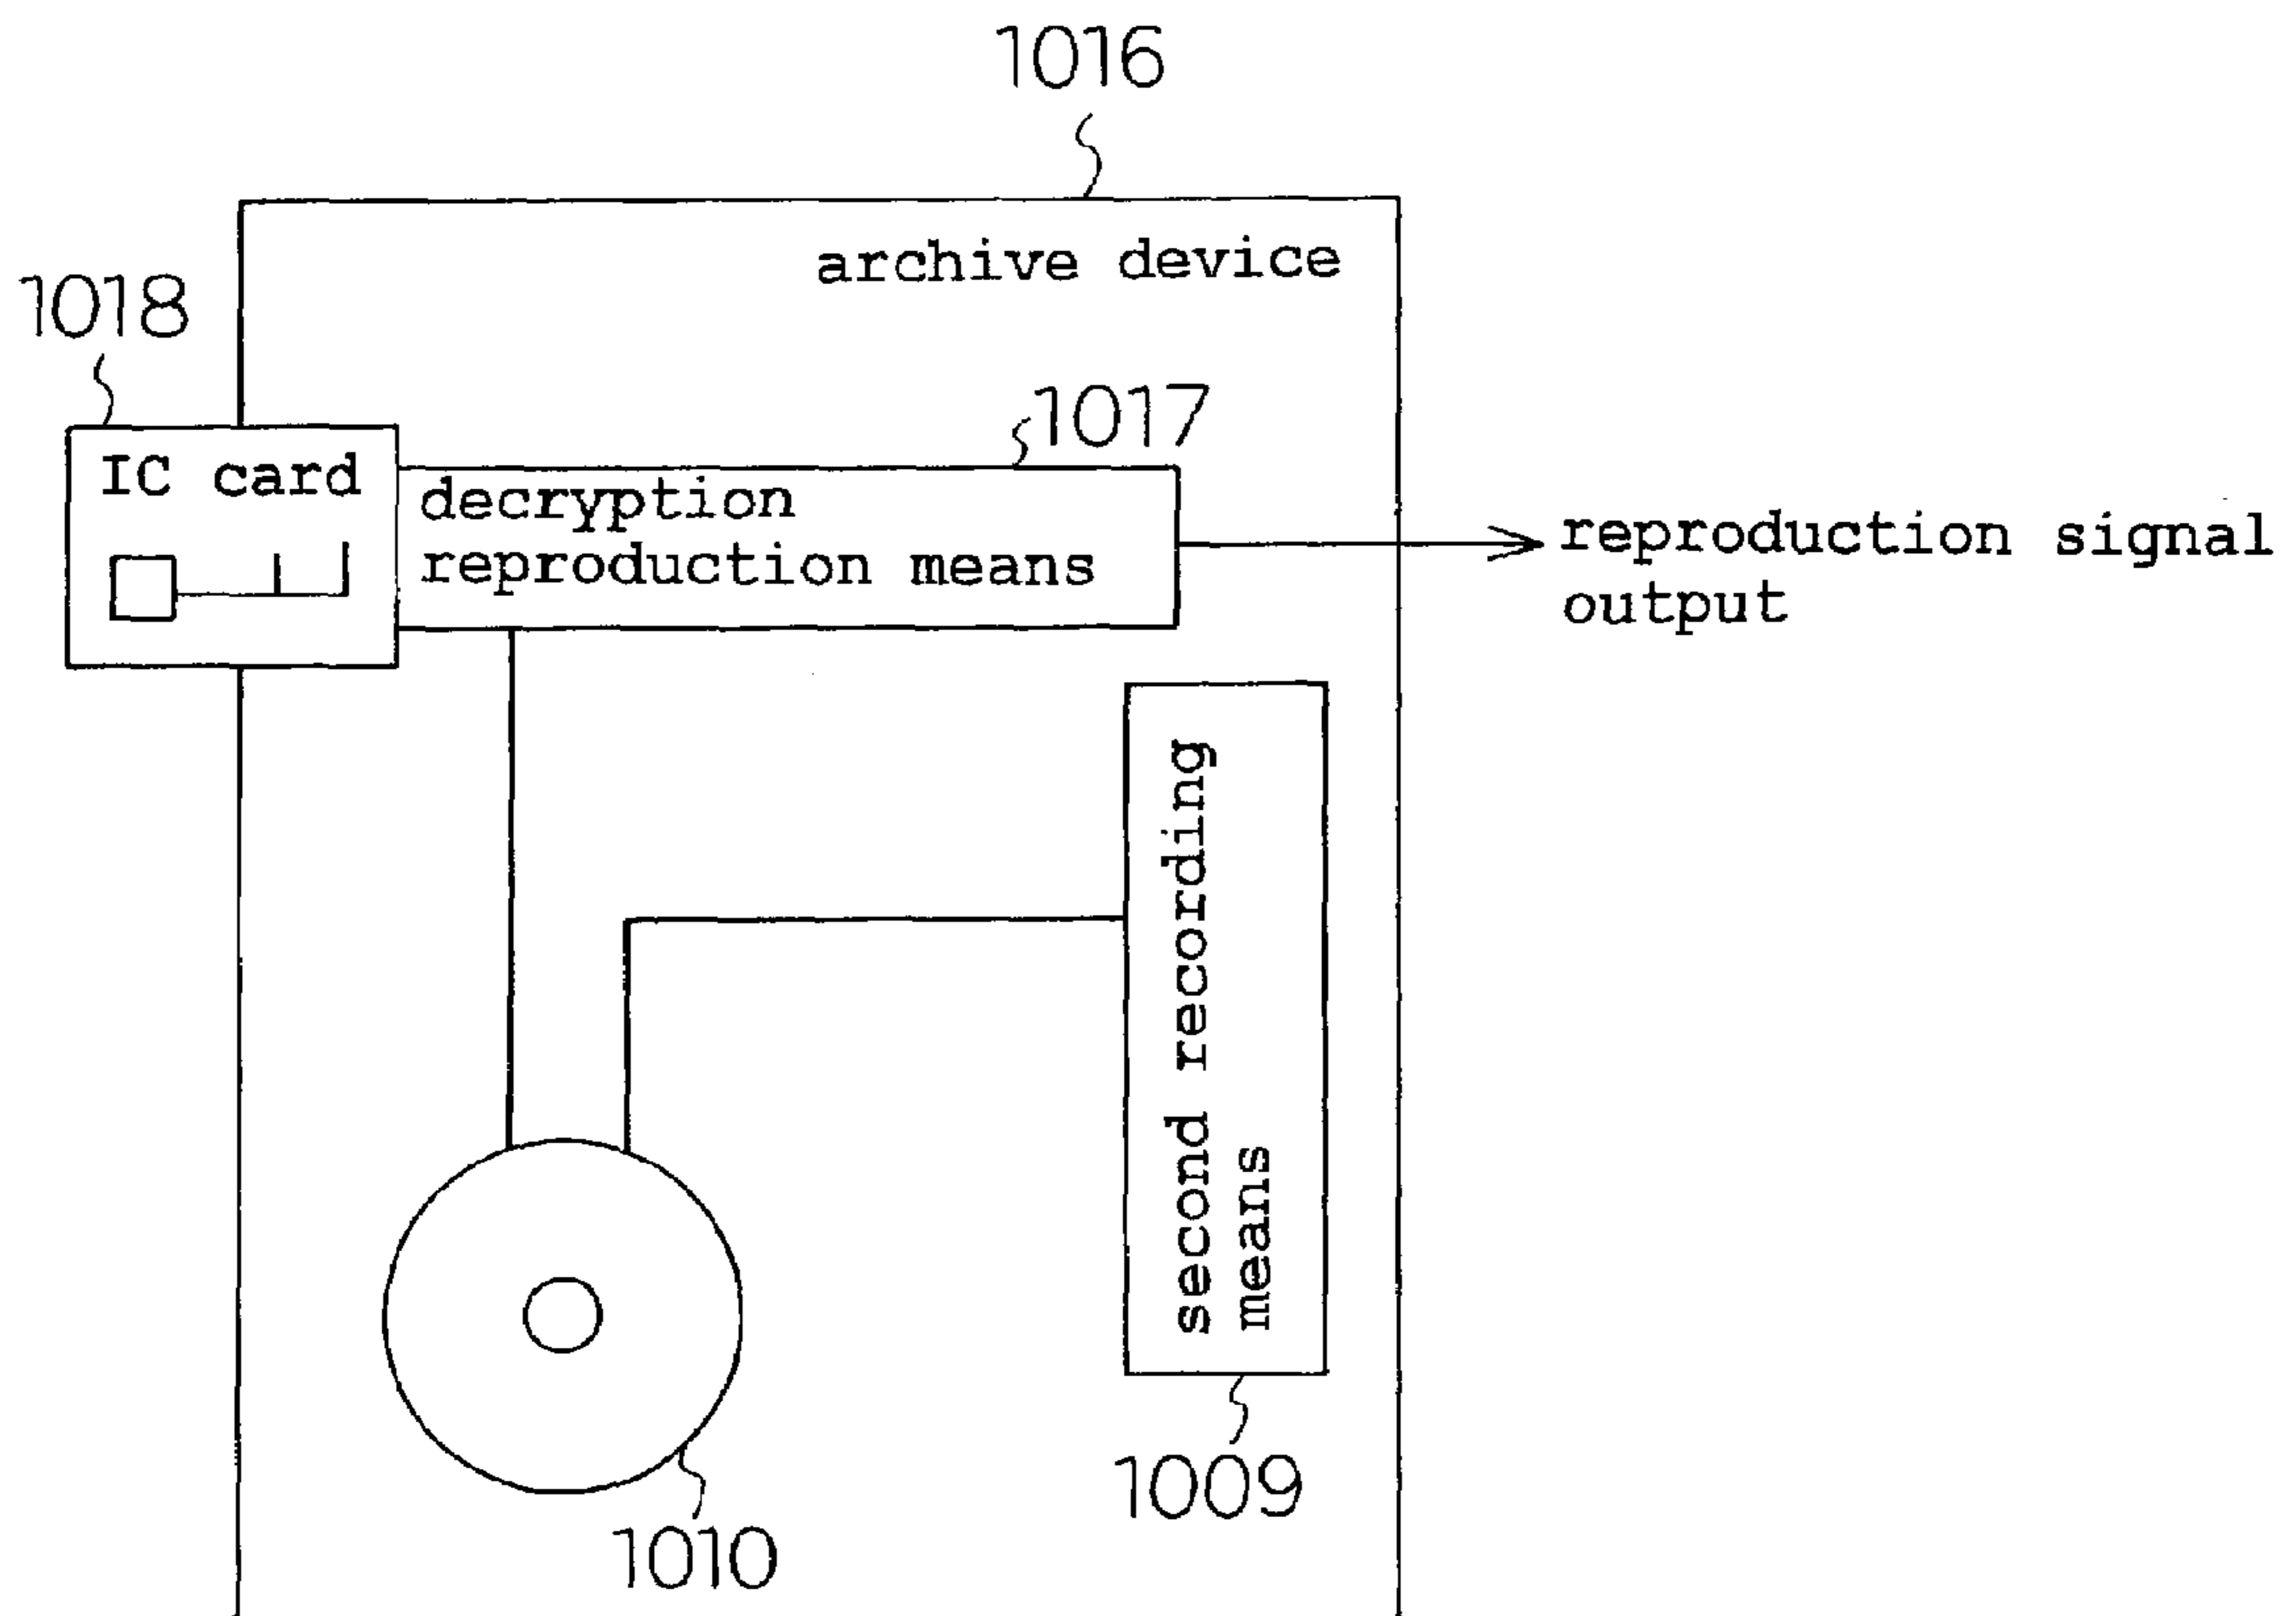 1016
archive device
1018
1017
IC card
decryption
reproduction means
reproduction signal
output
second recording
means
1009
1010